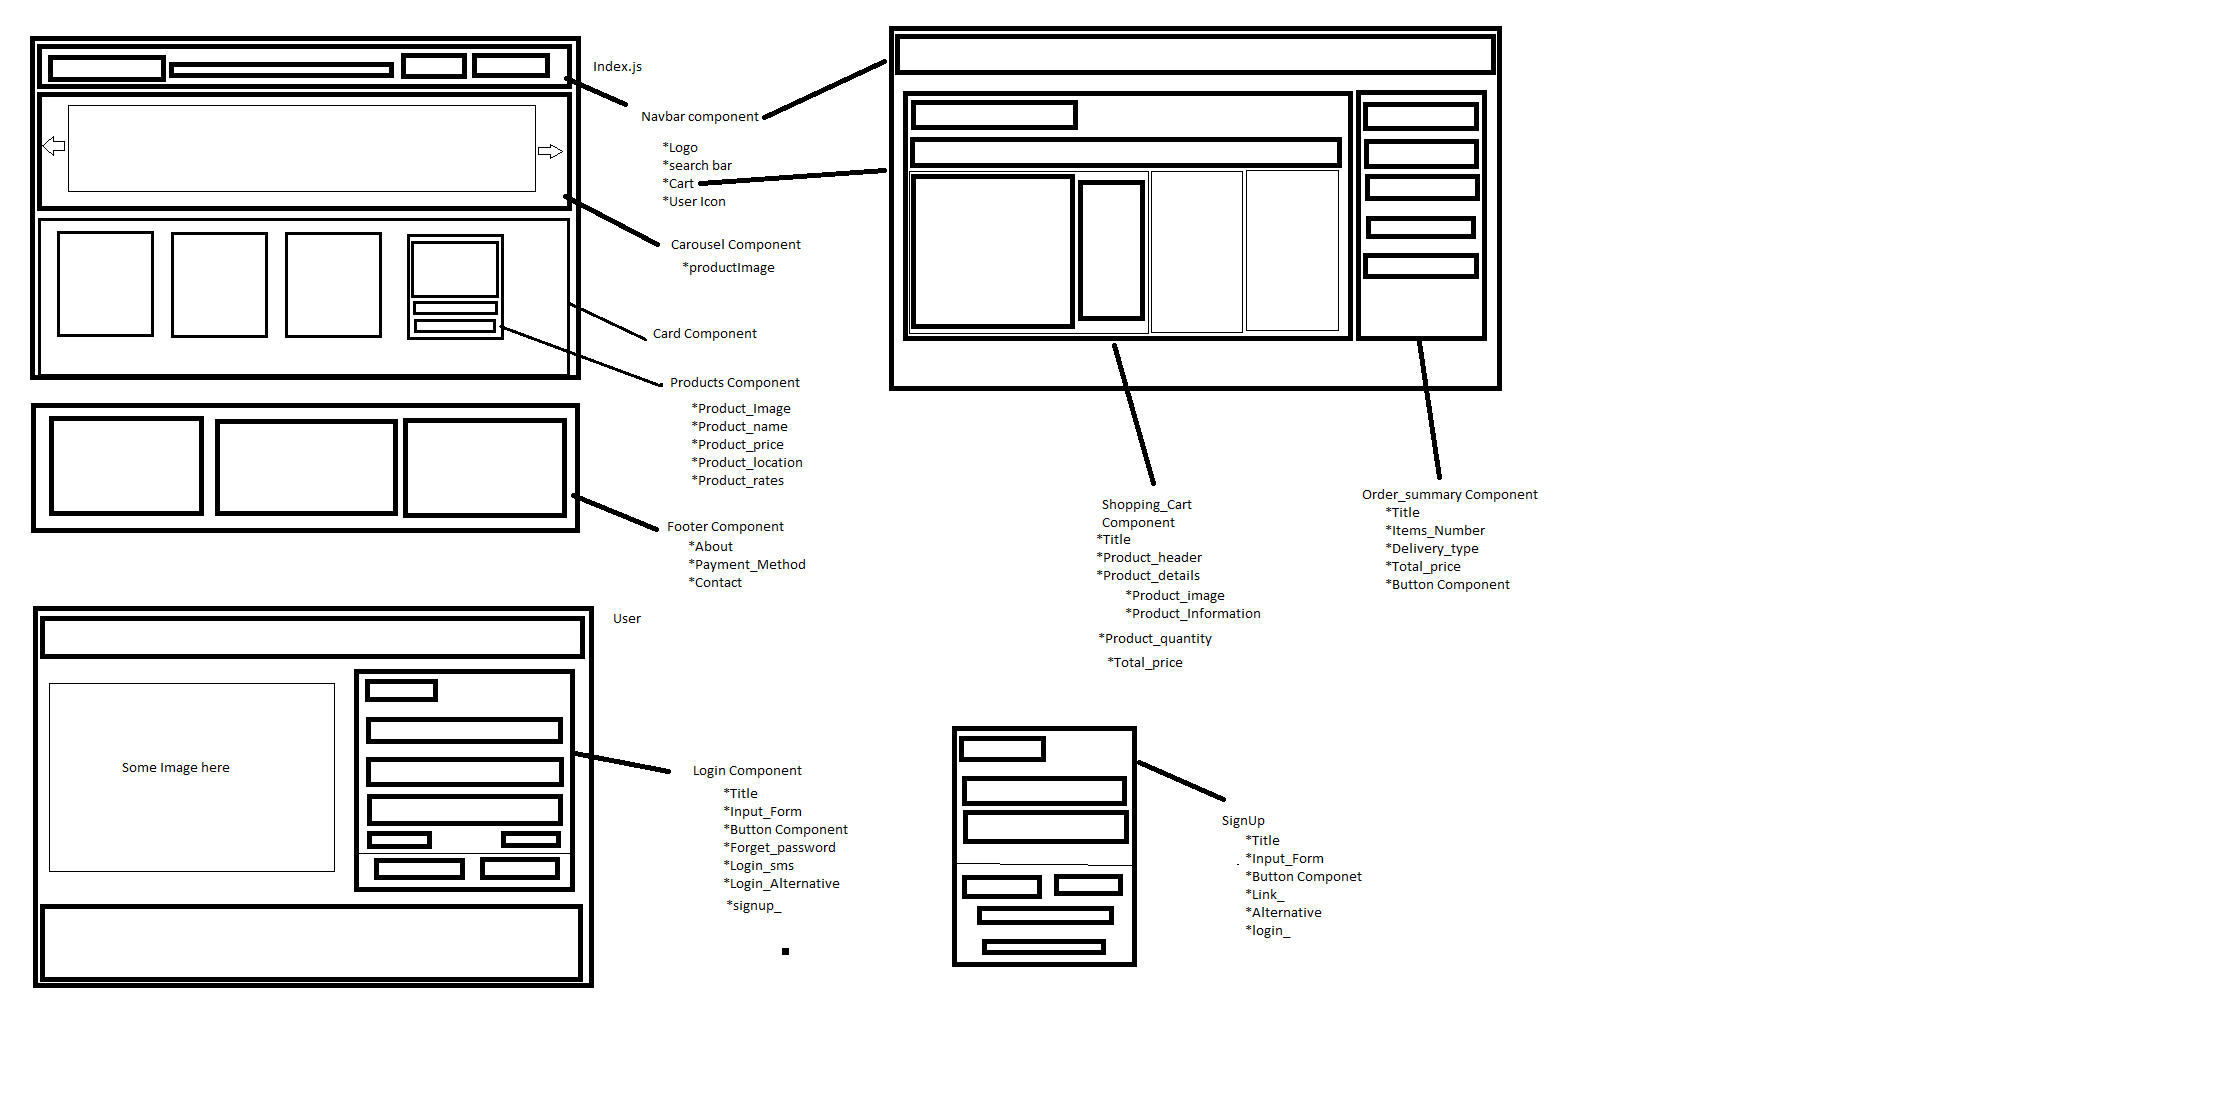 Index.js
Navbar component
*Logo
*search bar
*Cart
*User Icon
Carousel Component
*productImage
Card Component
Products Component
*Product_Image
*Product_name
*Product_price
*Product_location
*Product_rates
Footer Component
*About
*Payment_Method
*Contact
Shopping_Cart
Component
*Title
*Product_header
*Product_details
*Product_image
*Product_Information
*Product_quantity
*Total_price
Order_summary Component
*Title
*Items_Number
*Delivery_type
*Total_price
*Button Component
User
Some Image here
Login Component
*Title
*Input_Form
*Button Component
*Forget_password
*Login_sms
*Login_Alternative
*signup_
SignUp
*Title
*Input_Form
*Button Componet
*Link_
*Alternative
*login_